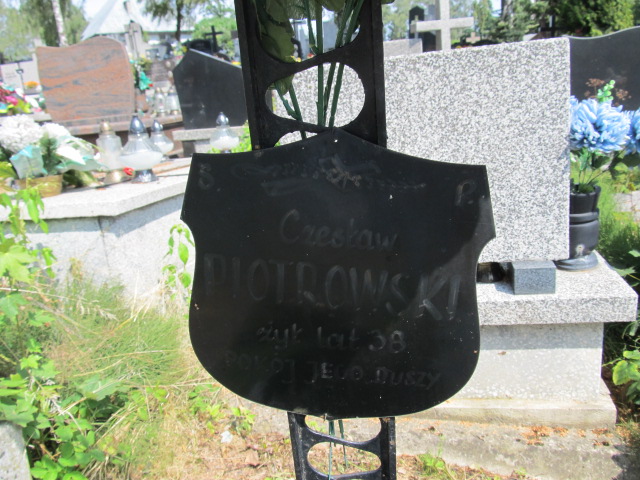 Ś. P.
Czesław
PIOTROWSKI
żył lat 38
POKÓJ JEGO DUSZY